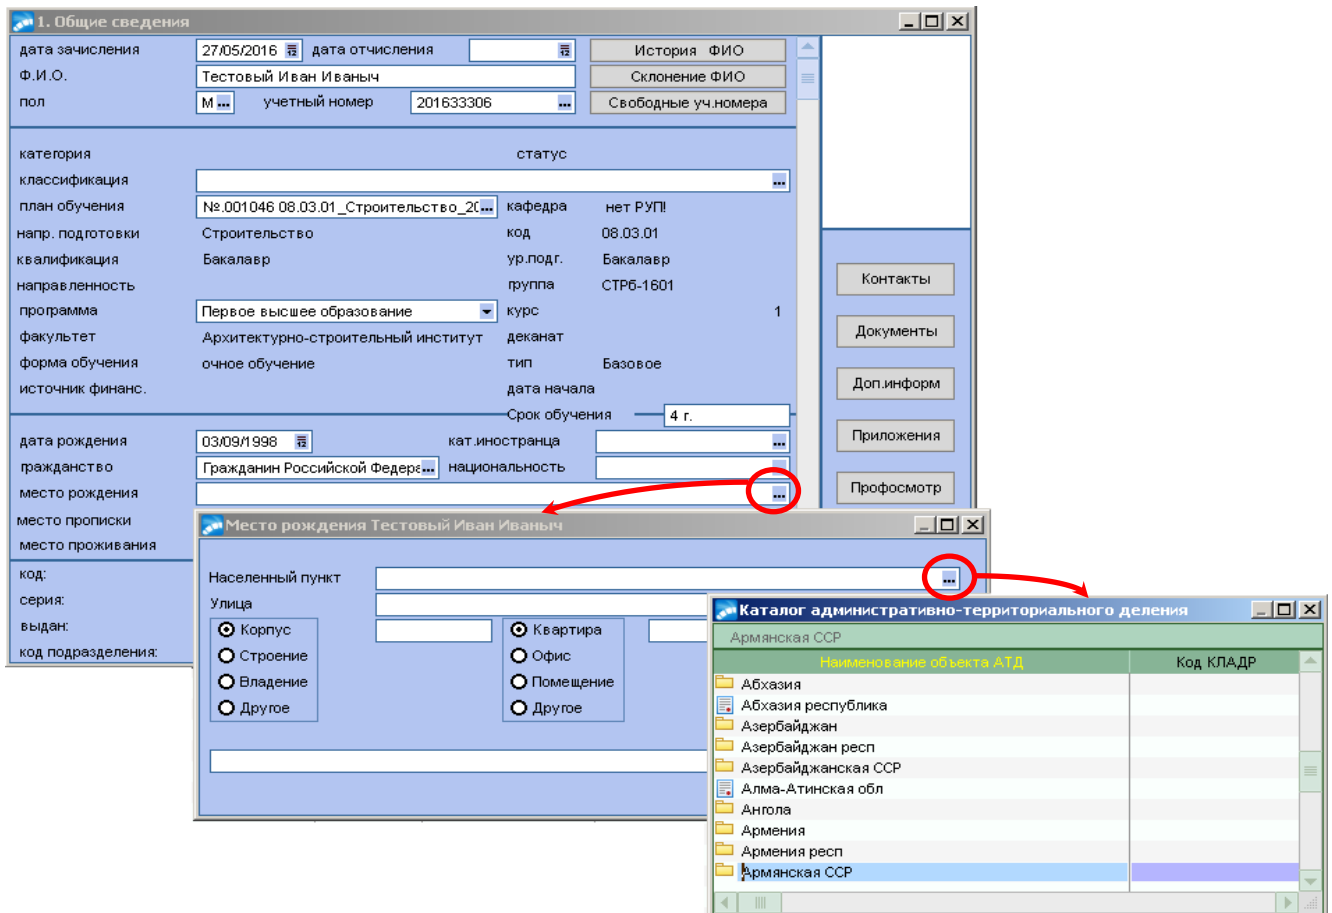 1. Общие сведения
дата зачисления 27/05/2016 12 дата отчисления 12 История ФИО
Ф.И.О. Тестовый Иван Иваныч Склонение ФИО
пол М ... учетный номер 201633306 ... Свободные уч.номера
категория статус
классификация ...
план обучения №.001046 08.03.01_Строительство_20... кафедра нет РУП!
напр. подготовки Строительство код 08.03.01
квалификация Бакалавр ур.подг. Бакалавр
направленность группа СТРб-1601
программа Первое высшее образование курс 1
факультет Архитектурно-строительный институт деканат
форма обучения очное обучение тип Базовое
источник финанс. дата начала
Срок обучения 4 г.
дата рождения 03/09/1998 12 кат.иностранца ...
гражданство Гражданин Российской Федера... национальность
место рождения ...
место прописки
место проживания
код:
серия:
выдан:
код подразделения:
Контакты
Документы
Доп.информ
Приложения
Профосмотр
Место рождения Тестовый Иван Иваныч
Населенный пункт ...
Улица
Корпус Квартира
Строение Офис
Владение Помещение
Другое Другое
Каталог административно-территориального деления
Армянская ССР
Наименование объекта АТД Код КЛАДР
Абхазия
Абхазия республика
Азербайджан
Азербайджан респ
Азербайджанская ССР
Алма-Атинская обл
Ангола
Армения
Армения респ
Армянская ССР